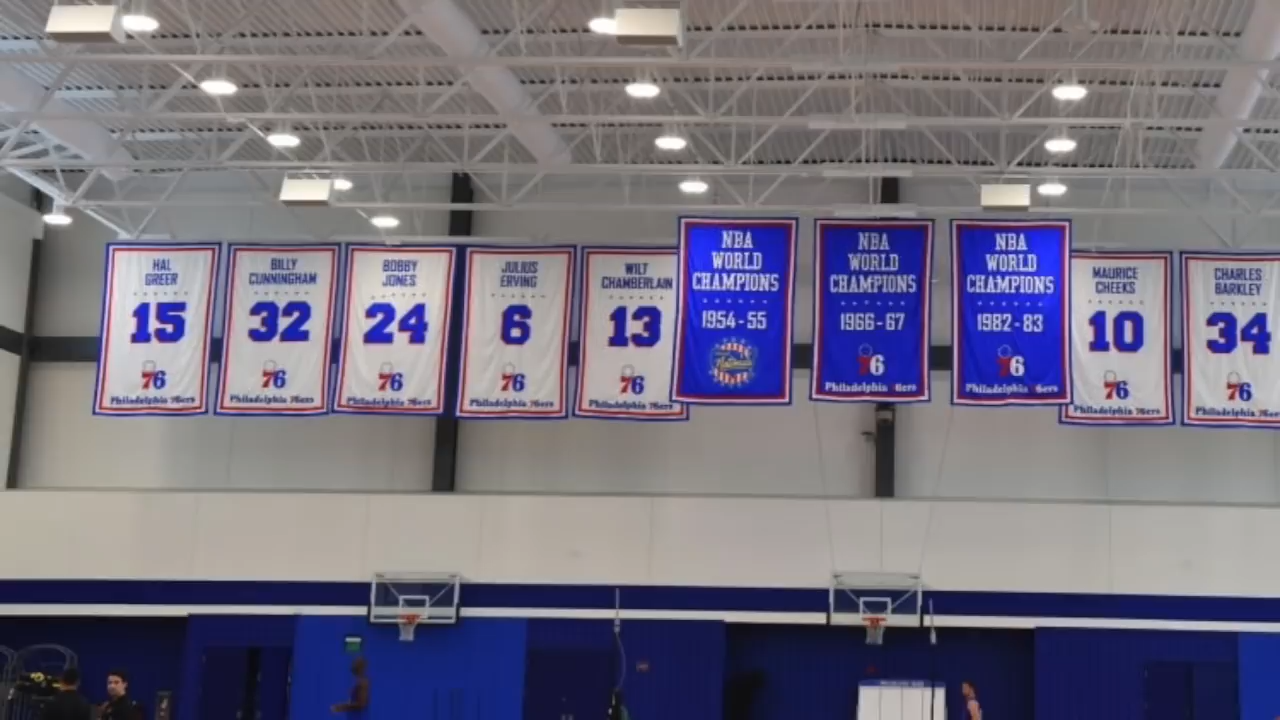 HAL
GREER
15
76
Philadelphia 76ers
BILLY
CUNNINGHAM
32
76
Philadelphia 76ers
BOBBY
JONES
24
76
Philadelphia 76ers
JULIUS
ERVING
6
76
Philadelphia 76ers
WILT
CHAMBERLAIN
13
76
Philadelphia 76ers
NBA
WORLD
CHAMPIONS
1954-55
NBA
WORLD
CHAMPIONS
1966-67
76
Philadelphia 76ers
NBA
WORLD
CHAMPIONS
1982-83
76
Philadelphia 76ers
MAURICE
CHEEKS
10
76
Philadelphia 76ers
CHARLES
BARKLEY
34
76
Philadelphia 76ers